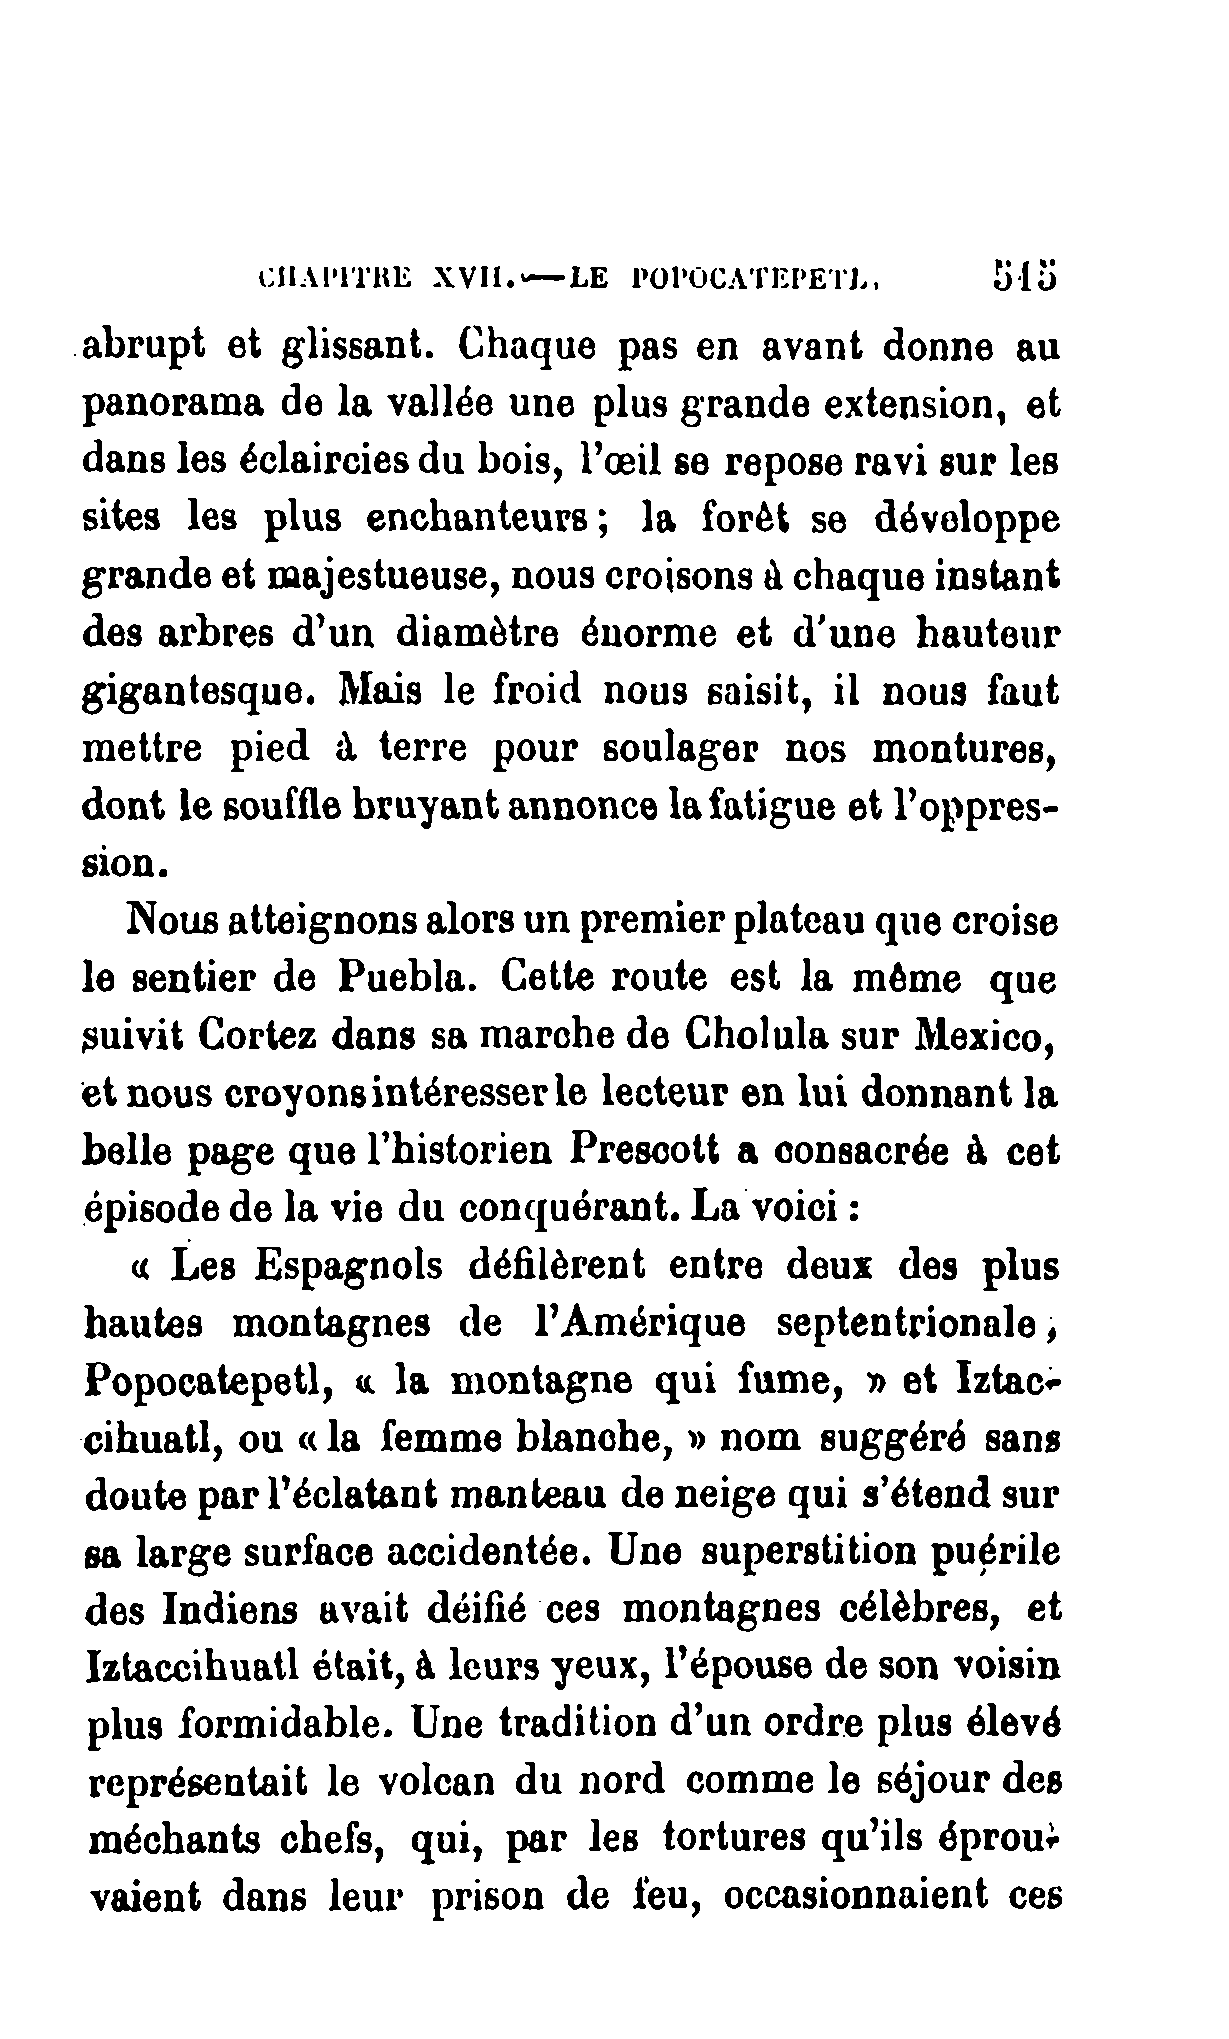 CHAPITRE XVII.—LE POPOCATEPETL. 515
abrupt et glissant. Chaque pas en avant donne au
panorama de la vallée une plus grande extension, et
dans les éclaircies du bois, l'œil se repose ravi sur les
sites les plus enchanteurs ; la forêt se développe
grande et majestueuse, nous croisons à chaque instant
des arbres d'un diamètre énorme et d'une hauteur
gigantesque. Mais le froid nous saisit, il nous faut
mettre pied à terre pour soulager nos montures,
dont le souffle bruyant annonce la fatigue et l'oppres-
sion.
Nous atteignons alors un premier plateau que croise
le sentier de Puebla. Cette route est la même que
suivit Cortez dans sa marche de Cholula sur Mexico,
et nous croyons intéresser le lecteur en lui donnant la
belle page que l'historien Prescott a consacrée à cet
épisode de la vie du conquérant. La voici :
« Les Espagnols défilèrent entre deux des plus
hautes montagnes de l'Amérique septentrionale,
Popocatepetl, « la montagne qui fume, » et Iztac-
cihuatl, ou « la femme blanche, » nom suggéré sans
doute par l'éclatant manteau de neige qui s'étend sur
sa large surface accidentée. Une superstition puérile
des Indiens avait déifié ces montagnes célèbres, et
Iztaccihuatl était, à leurs yeux, l'épouse de son voisin
plus formidable. Une tradition d'un ordre plus élevé
représentait le volcan du nord comme le séjour des
méchants chefs, qui, par les tortures qu'ils éprou-
vaient dans leur prison de feu, occasionnaient ces